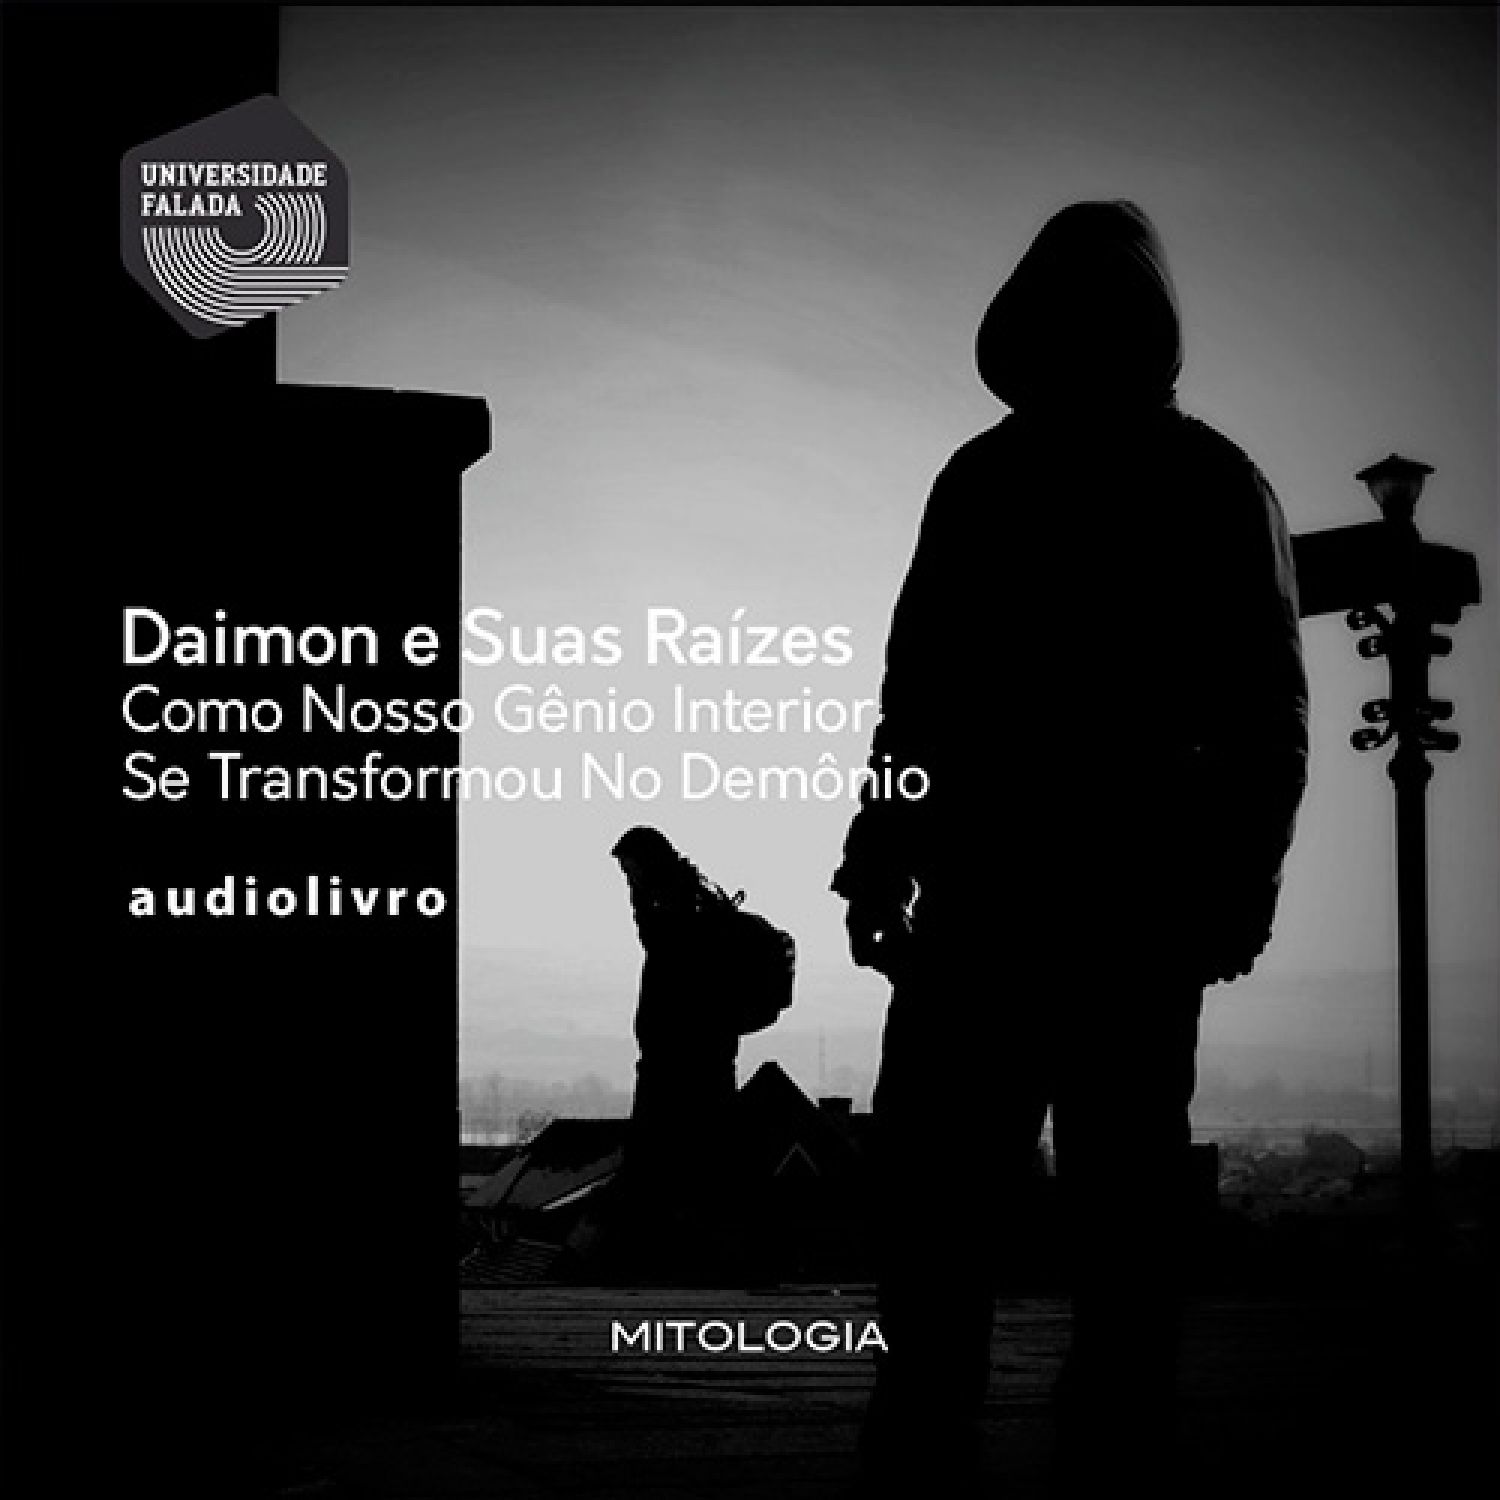 UNIVERSIDADE
FALADA
Daimon e Suas Raízes
Como Nosso Gênio Interior
Se Transformou No Demônio
audiolivro
MITOLOGIA